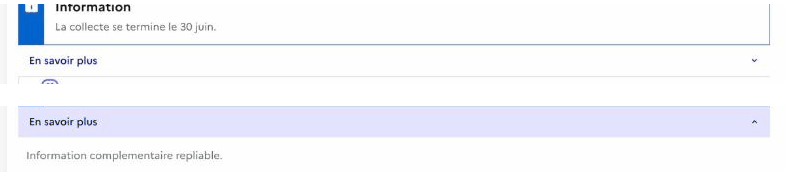 Information
La collecte se termine le 30 juin.
En savoir plus
En savoir plus
Information complementaire repliable.